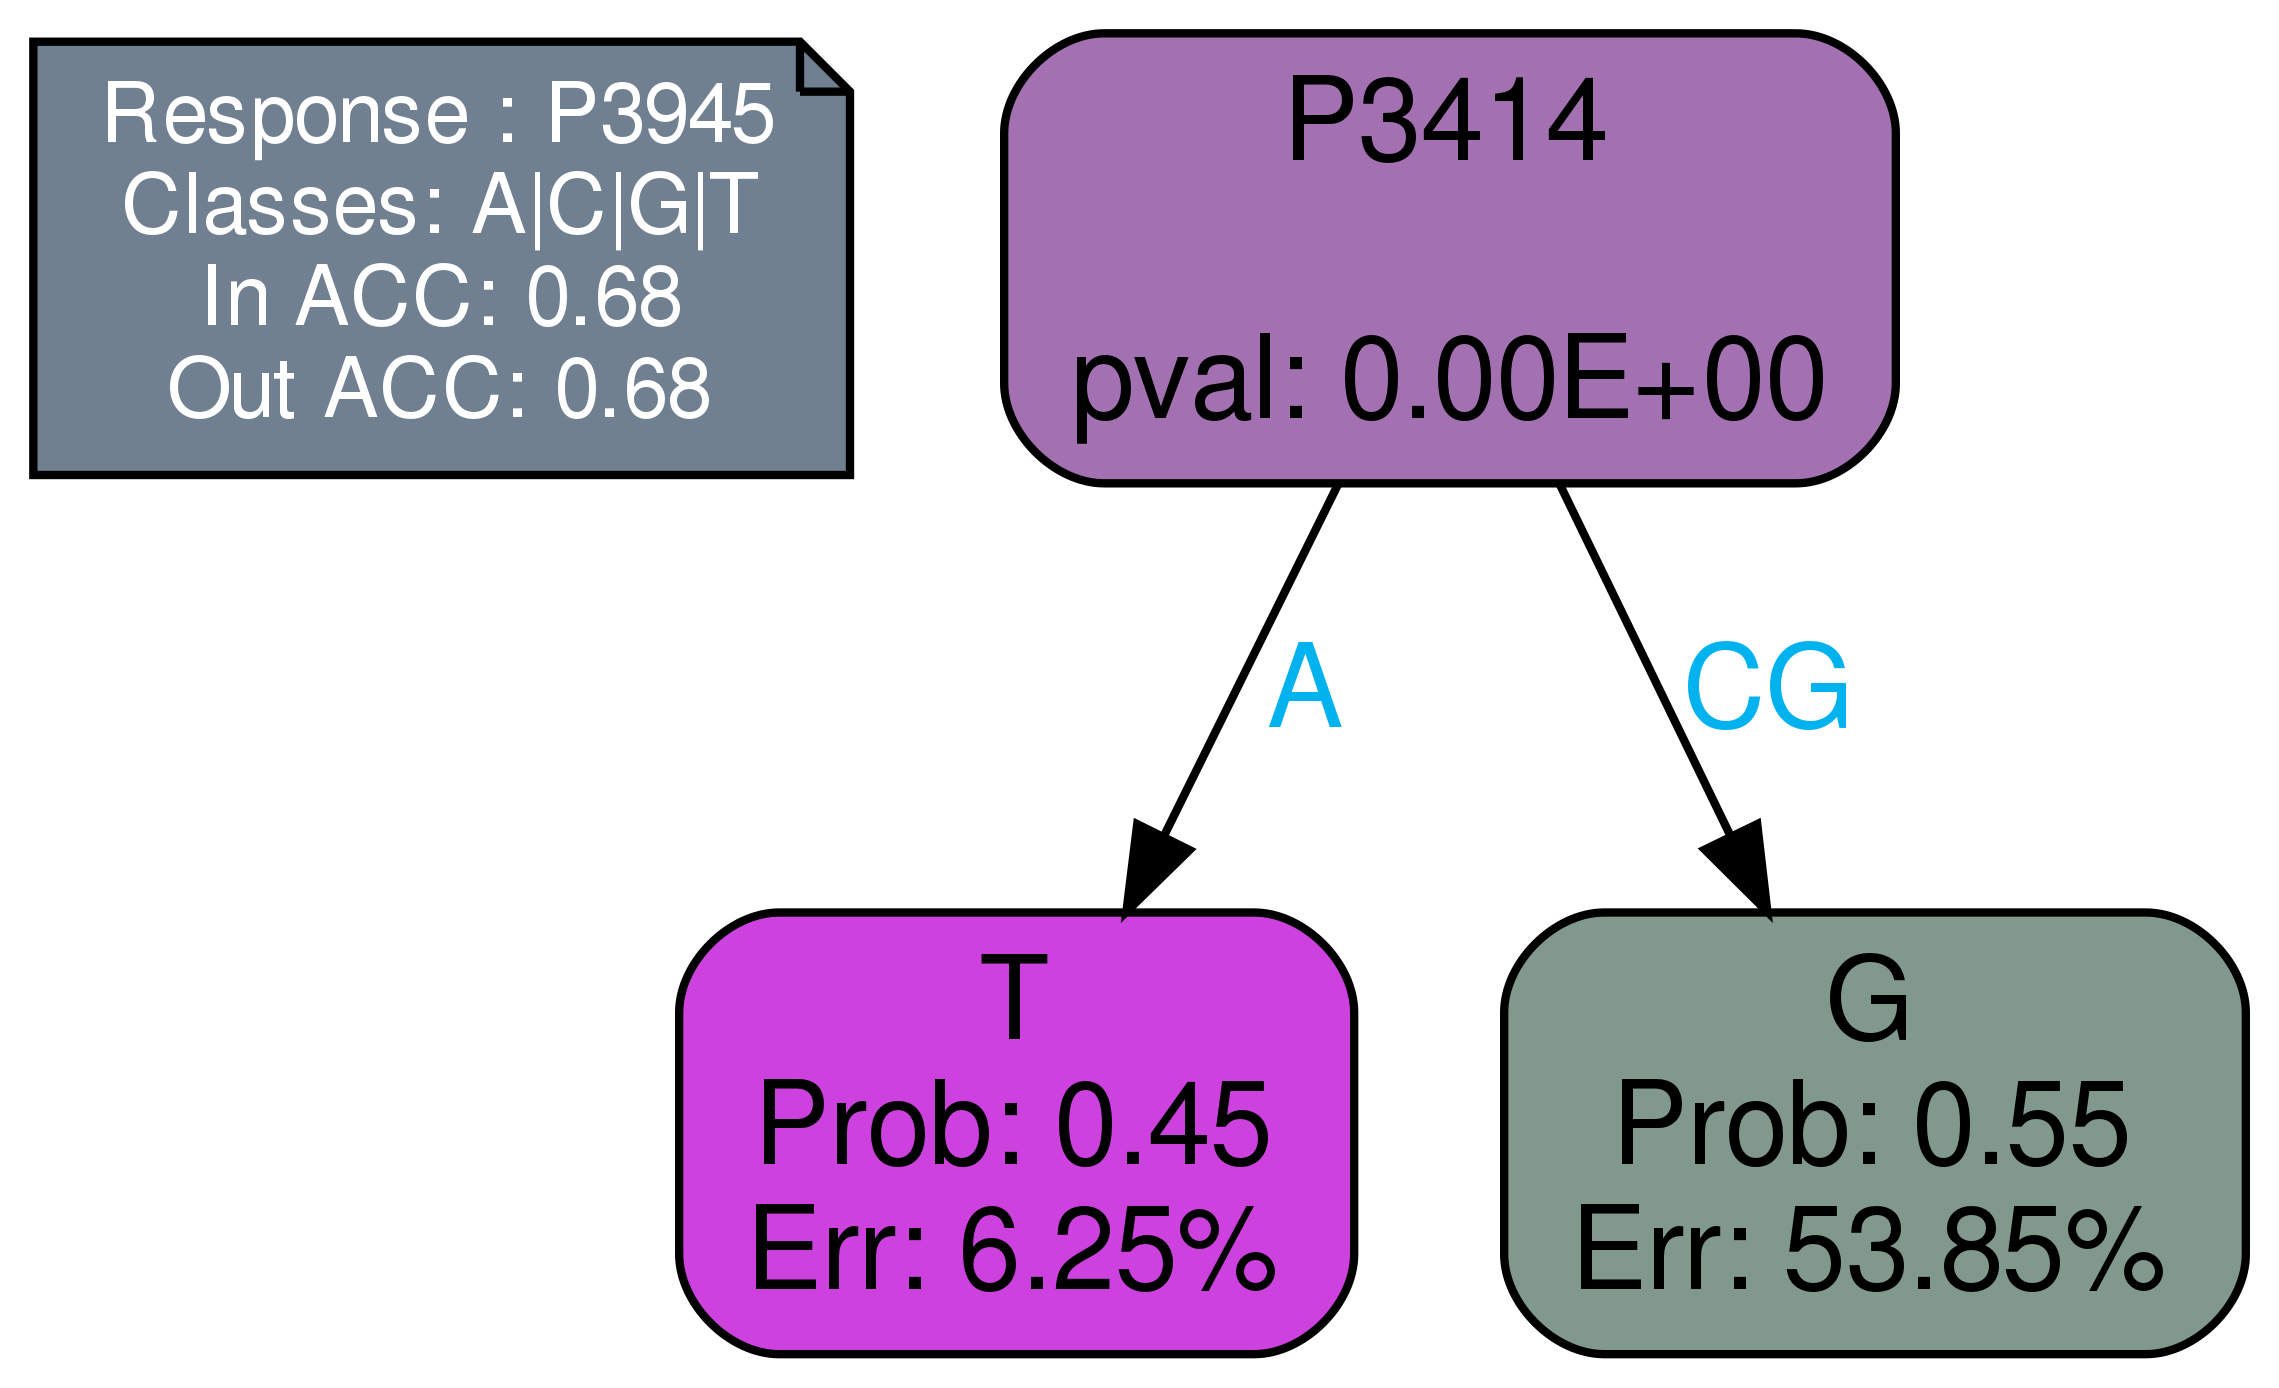 Response : P3945
Classes: A|C|G|T
In ACC: 0.68
Out ACC: 0.68
P3414
pval: 0.00E+00
A
CG
T
Prob: 0.45
Err: 6.25%
G
Prob: 0.55
Err: 53.85%